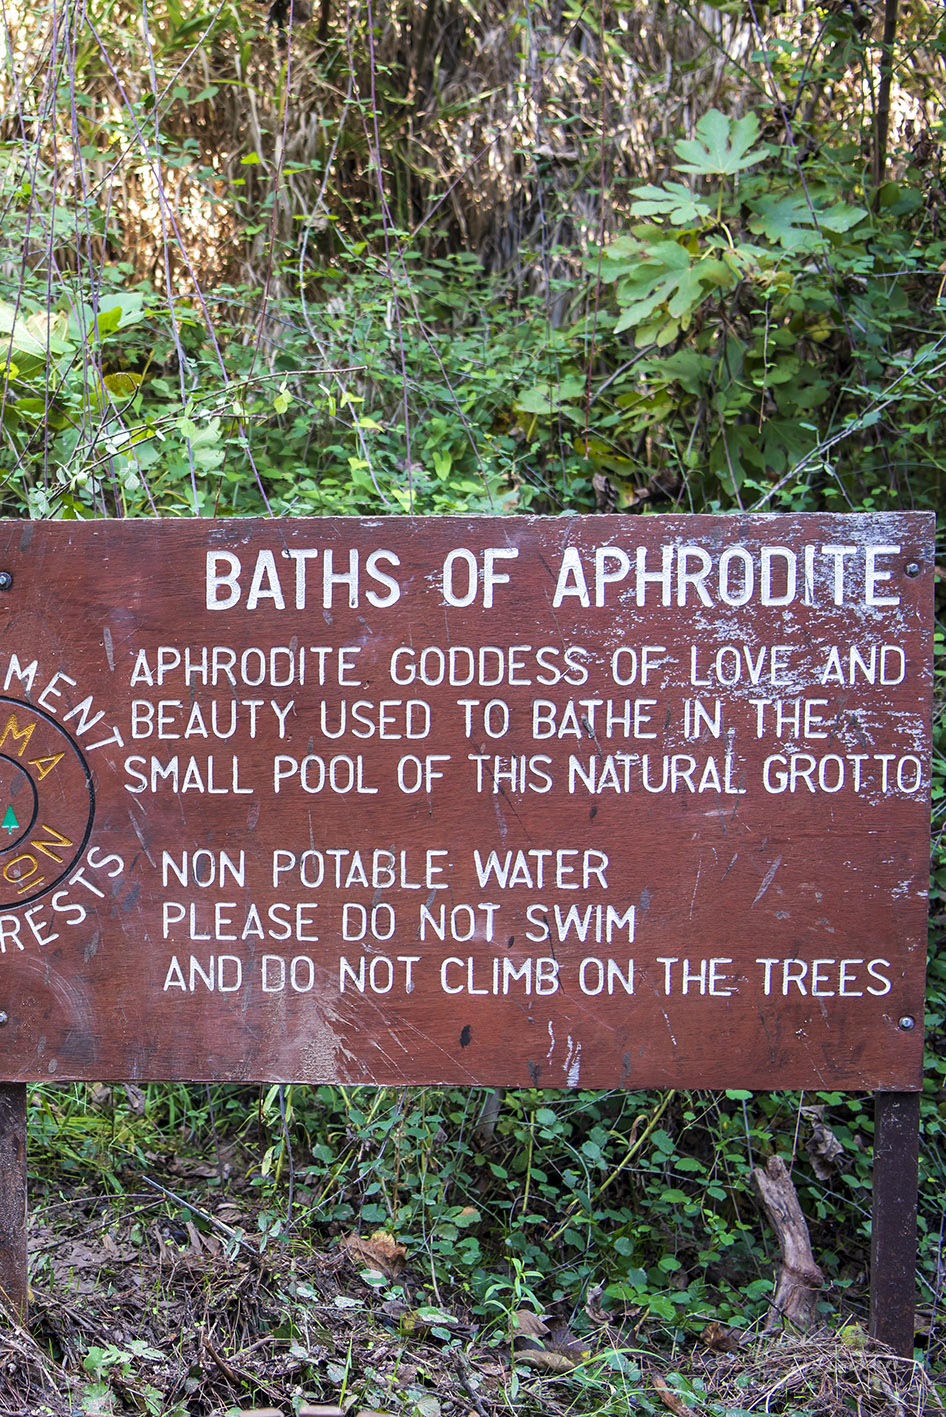 BATHS OF APHRODITE
APHRODITE GODDESS OF LOVE AND
BEAUTY USED TO BATHE IN THE
SMALL POOL OF THIS NATURAL GROTTO
NON POTABLE WATER
PLEASE DO NOT SWIM
AND DO NOT CLIMB ON THE TREES